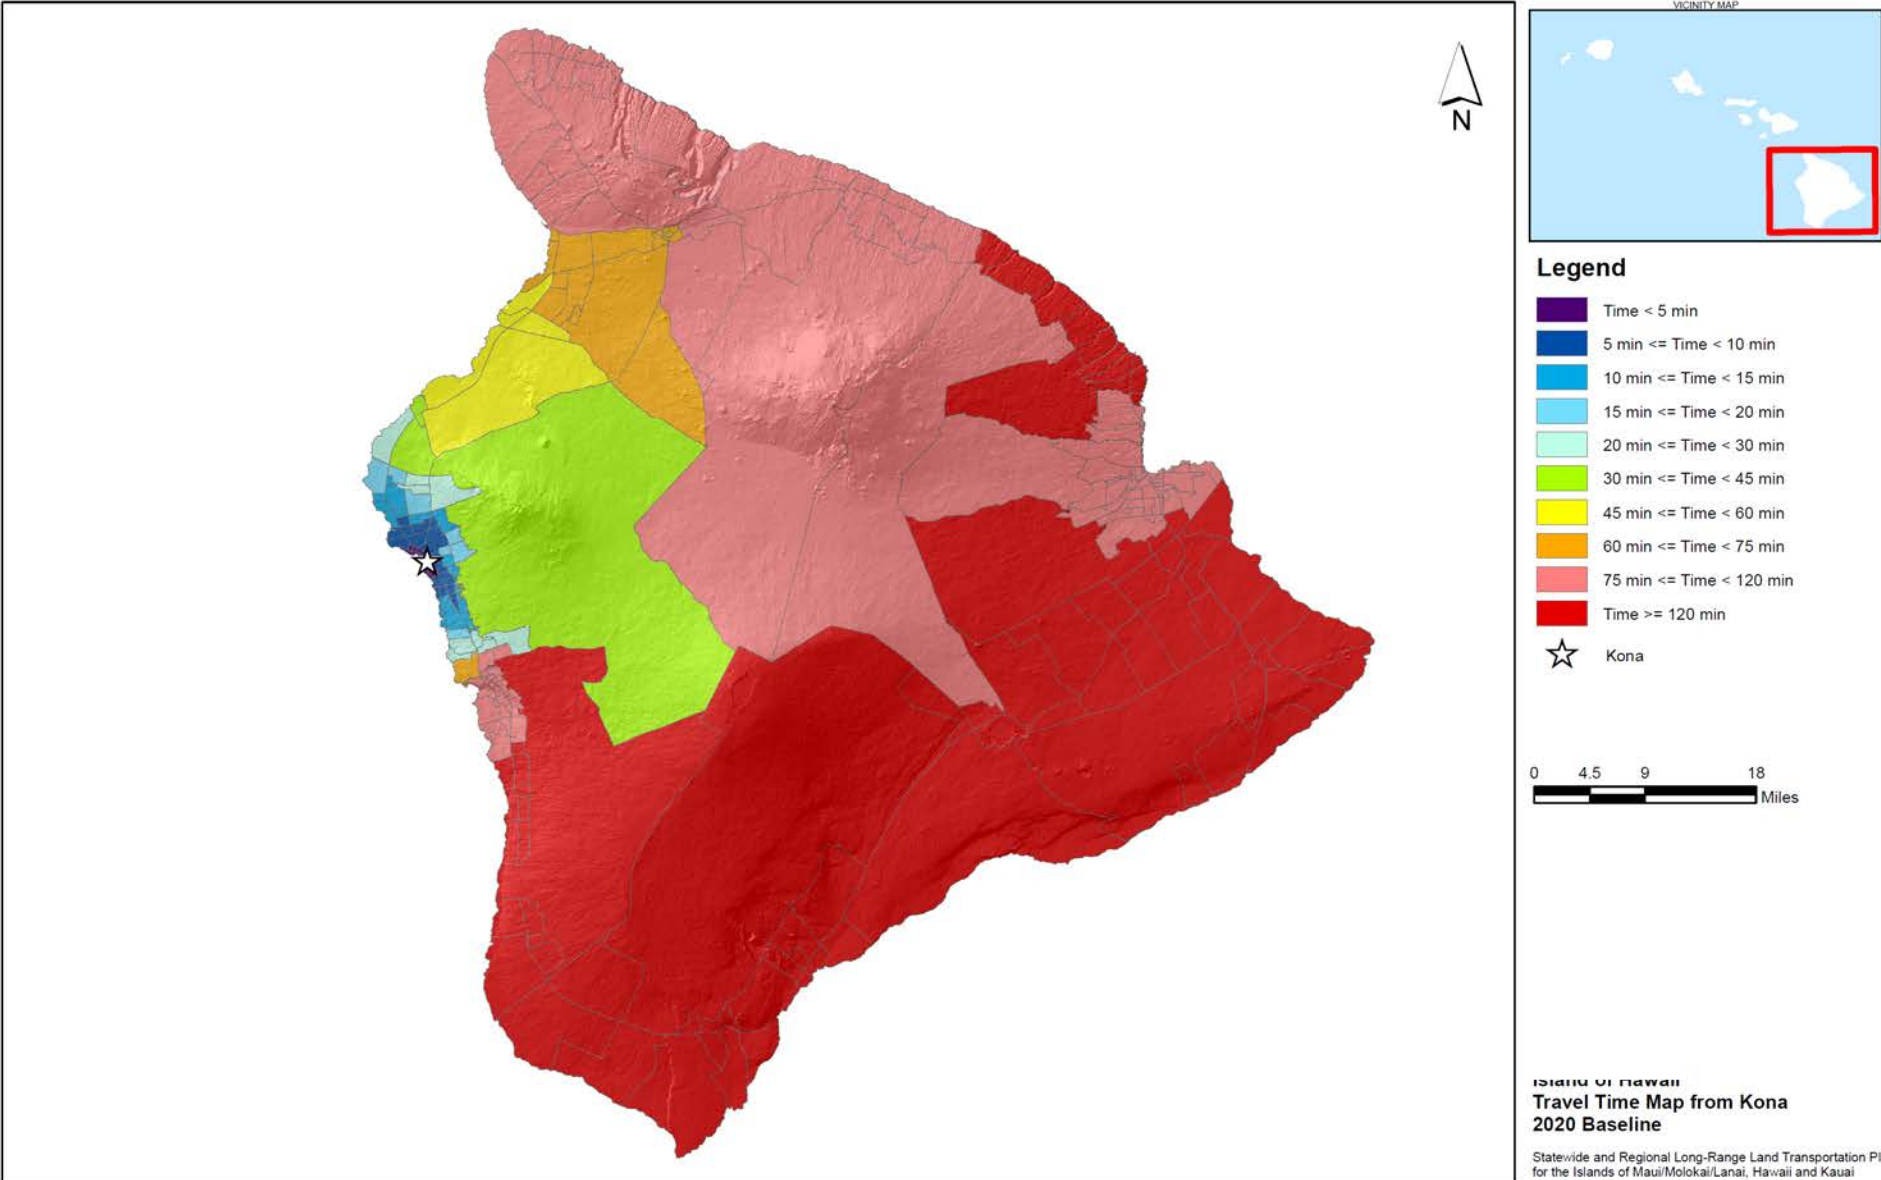 VICINITY MAP
N
Legend
Time < 5 min
5 min <= Time < 10 min
10 min <= Time < 15 min
15 min <= Time < 20 min
20 min <= Time < 30 min
30 min <= Time < 45 min
45 min <= Time < 60 min
60 min <= Time < 75 min
75 min <= Time < 120 min
Time >= 120 min
Kona
0 4.5 9 18
Miles
Island of Hawaii
Travel Time Map from Kona
2020 Baseline
Statewide and Regional Long-Range Land Transportation Pl
for the Islands of Maui/Molokai/Lanai, Hawaii and Kauai